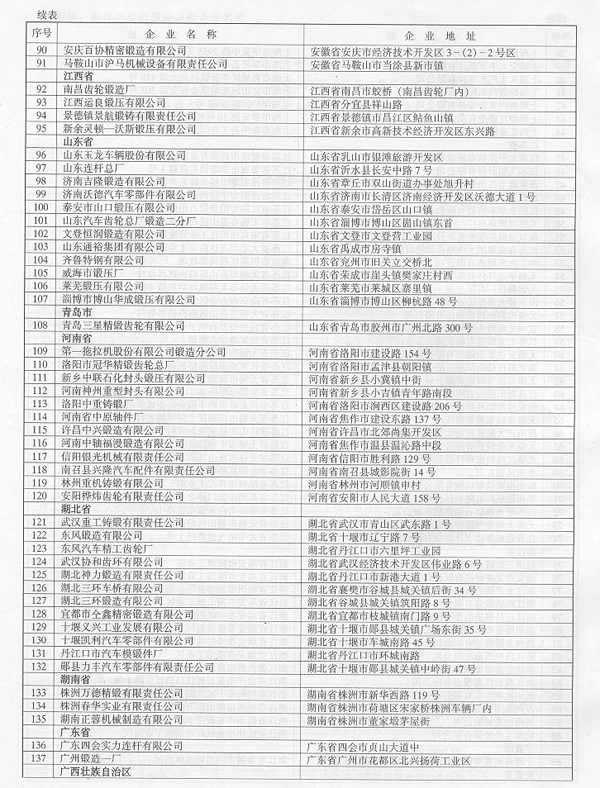 续表
序号 企业名称 企业地址
90 安庆百协精密锻造有限公司 安徽省安庆市经济技术开发区3-(2)-2号区
91 马鞍山市沪马机械设备有限责任公司 安徽省马鞍山市当涂县新市镇
江西省
92 南昌齿轮锻造厂 江西省南昌市蛟桥（南昌齿轮厂内）
93 江西运良锻压有限公司 江西省分宜县祥山路
94 景德镇景航锻铸有限责任公司 江西省景德镇市昌江区鲇鱼山镇
95 新余灵顿—沃斯锻压有限公司 江西省新余市高新技术经济开发区东兴路
山东省
96 山东玉龙车辆股份有限公司 山东省乳山市银滩旅游开发区
97 山东连杆总厂 山东省沂水县长安中路7号
98 济南吉隆锻造有限公司 山东省章丘市双山街道办事处旭升村
99 济南沃德汽车零部件有限公司 山东省济南市长清区济南经济开发区沃德大道1号
100 泰安市山口锻压有限公司 山东省泰安市岱岳区山口镇
101 山东汽车齿轮总厂锻造二分厂 山东省淄博市博山区崮山镇东首
102 文登恒润锻造有限公司 山东省文登市文登营工业园
103 山东通裕集团有限公司 山东省禹成市房寺镇
104 齐鲁特钢有限公司 山东省兖州市旧关立交桥北
105 威海市锻压厂 山东省荣成市崖头镇樊家庄村西
106 莱芜锻压有限公司 山东省莱芜市莱城区寨里镇
107 淄博市博山华成锻压有限公司 山东省淄博市博山区柳杭路48号
青岛市
108 青岛三星精锻齿轮有限公司 山东省青岛市胶州市广州北路300号
河南省
109 第一拖拉机股份有限公司锻造分公司 河南省洛阳市建设路154号
110 洛阳市冠华精锻齿轮总厂 河南省洛阳市孟津县朝阳镇
111 新乡中联石化封头锻压有限公司 河南省新乡县小冀镇中街
112 河南神州重型封头有限公司 河南省新乡县小吉镇青年路南段
113 洛阳中重铸锻厂 河南省洛阳市涧西区建设路206号
114 河南省中原轴件厂 河南省焦作市建设东路137号
115 许昌中兴锻造有限公司 河南省许昌市北郊尚集开发区
116 河南中轴福漫锻造有限公司 河南省焦作市温县温沁路中段
117 信阳银光机械有限责任公司 河南省信阳市胜利路129号
118 南召县兴隆汽车配件有限责任公司 河南省南召县城影院街14号
119 林州重机铸锻有限公司 河南省林州市河顺镇申村
120 安阳桦炜齿轮有限责任公司 河南省安阳市人民大道158号
湖北省
121 武汉重工铸锻有限责任公司 湖北省武汉市青山区武东路1号
122 东风锻造有限公司 湖北省十堰市辽宁路7号
123 东风汽车精工齿轮厂 湖北省丹江口市六里坪工业园
124 武汉协和齿环有限公司 湖北省武汉经济技术开发区伟业路6号
125 湖北神力锻造有限责任公司 湖北省丹江口市新港大道1号
126 湖北三环车桥有限公司 湖北省襄樊市谷城县城关镇后街34号
127 湖北三环锻造有限公司 湖北省谷城县城关镇筑阳路8号
128 宜都市仝鑫精密锻造有限公司 湖北省宜都市枝城镇南门路9号
129 十堰义兴工业发展有限公司 湖北省十堰市郧县城关镇广场东街35号
130 十堰凯利汽车零部件有限公司 湖北省十堰市车城南路45号
131 丹江口市汽车模锻件厂 湖北省丹江口市环城南路
132 郧县力丰汽车零部件有限责任公司 湖北省十堰市郧县城关镇中岭街47号
湖南省
133 株洲万德精锻有限责任公司 湖南省株洲市新华西路119号
134 株洲春华实业有限责任公司 湖南省株洲市荷塘区宋家桥株洲车辆厂内
135 湖南正蓉机械制造有限公司 湖南省株洲市董家塅茅屋街
广东省
136 广东四会实力连杆有限公司 广东省四会市贞山大道中
137 广州锻造一厂 广东省广州市花都区北兴扬荷工业区
广西壮族自治区